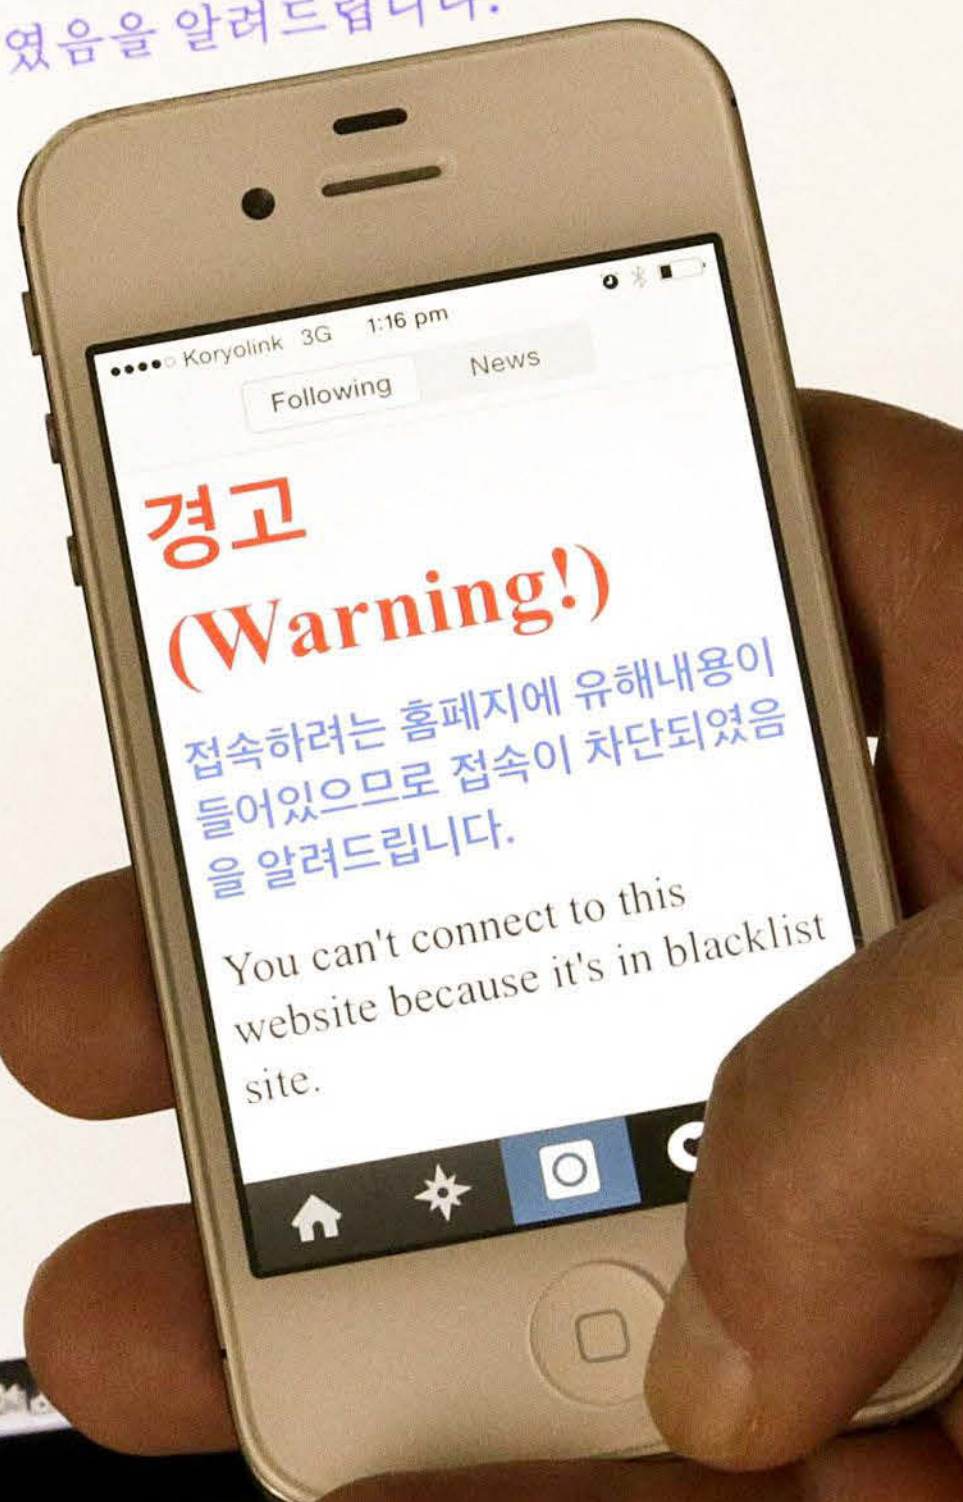 였음을 알려드립니다.
Koryolink 3G 1:16 pm
Following News
경고
(Warning!)
접속하려는 홈페지에 유해내용이
들어있으므로 접속이 차단되였음
을 알려드립니다.
You can't connect to this
website because it's in blacklist
site.